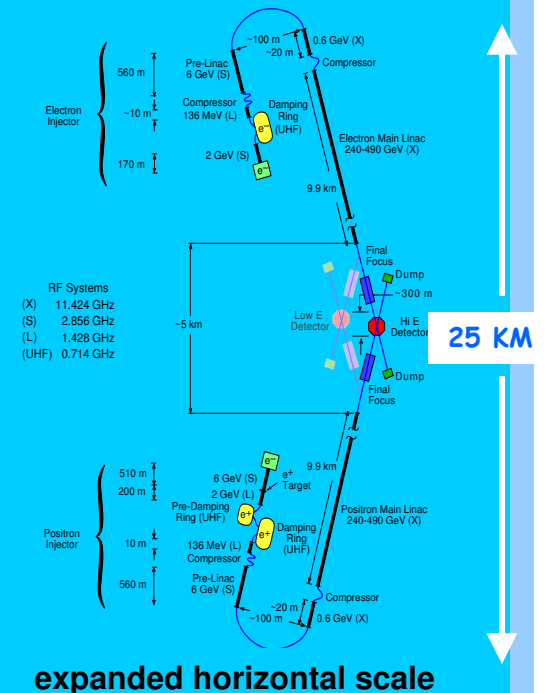 ~100 m
0.6 GeV (X)
~20 m
Compressor
Pre-Linac
6 GeV (S)
560 m
Compressor
136 MeV (L)
Damping
Ring
(UHF)
e–
Electron
Injector
~10 m
Electron Main Linac
240-490 GeV (X)
2 GeV (S)
170 m
e–
9.9 km
Final
Focus
Dump
~300 m
RF Systems
(X) 11.424 GHz
(S) 2.856 GHz
(L) 1.428 GHz
(UHF) 0.714 GHz
~5 km
Low E
Detector
Hi E
Detector
25 KM
Dump
Final
Focus
e–
9.9 km
510 m
6 GeV (S)
e+
Target
200 m
2 GeV (L)
Pre-Damping
Ring (UHF)
e+
e+
Damping
Ring
(UHF)
Positron Main Linac
240-490 GeV (X)
Positron
Injector
10 m
136 MeV (L)
Compressor
560 m
Pre-Linac
6 GeV (S)
~20 m
Compressor
~100 m
0.6 GeV (X)
expanded horizontal scale